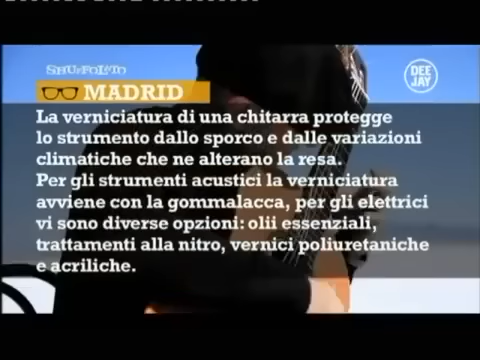 SBUFFOLATO
DEE
JAY
MADRID
La verniciatura di una chitarra protegge
lo strumento dallo sporco e dalle variazioni
climatiche che ne alterano la resa.
Per gli strumenti acustici la verniciatura
avviene con la gommalacca, per gli elettrici
vi sono diverse opzioni: olii essenziali,
trattamenti alla nitro, vernici poliuretaniche
e acriliche.